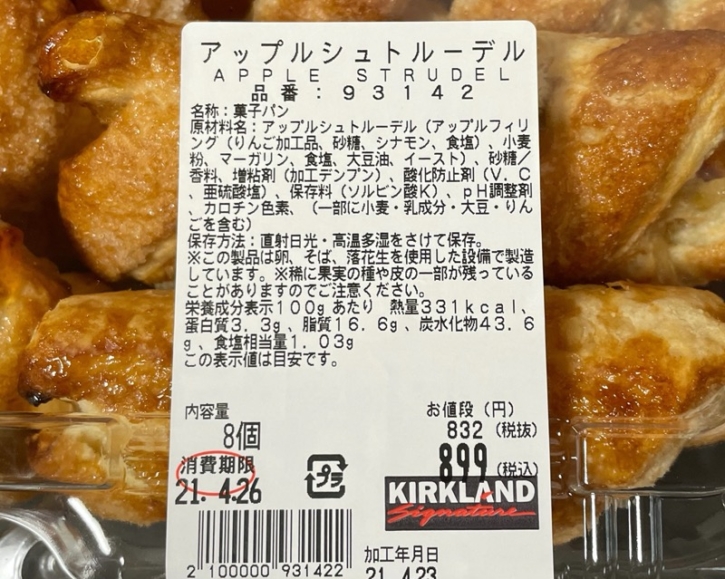 アップルシュトルーデル
APPLE STRUDEL
品番：93142
名称：菓子パン
原材料名：アップルシュトルーデル（アップルフィリ
ング（りんご加工品、砂糖、シナモン、食塩）、小麦
粉、マーガリン、食塩、大豆油、イースト）、砂糖／
香料、増粘剤（加工デンプン）、酸化防止剤（V．C
、亜硫酸塩）、保存料（ソルビン酸K）、pH調整剤
、カロチン色素、（一部に小麦・乳成分・大豆・りん
ごを含む）
保存方法：直射日光・高温多湿をさけて保存。
※この製品は卵、そば、落花生を使用した設備で製造
しています。※稀に果実の種や皮の一部が残っている
ことがありますのでご注意ください。
栄養成分表示100gあたり　熱量331kcal、
蛋白質3．3g、脂質16．6g、炭水化物43．6
g、食塩相当量1．03g
この表示値は目安です。
内容量
8個
お値段（円）
832（税抜）
899（税込）
消費期限
21. 4.26
プラ
KIRKLAND
Signature
2 100000 931422
加工年月日
21. 4.23